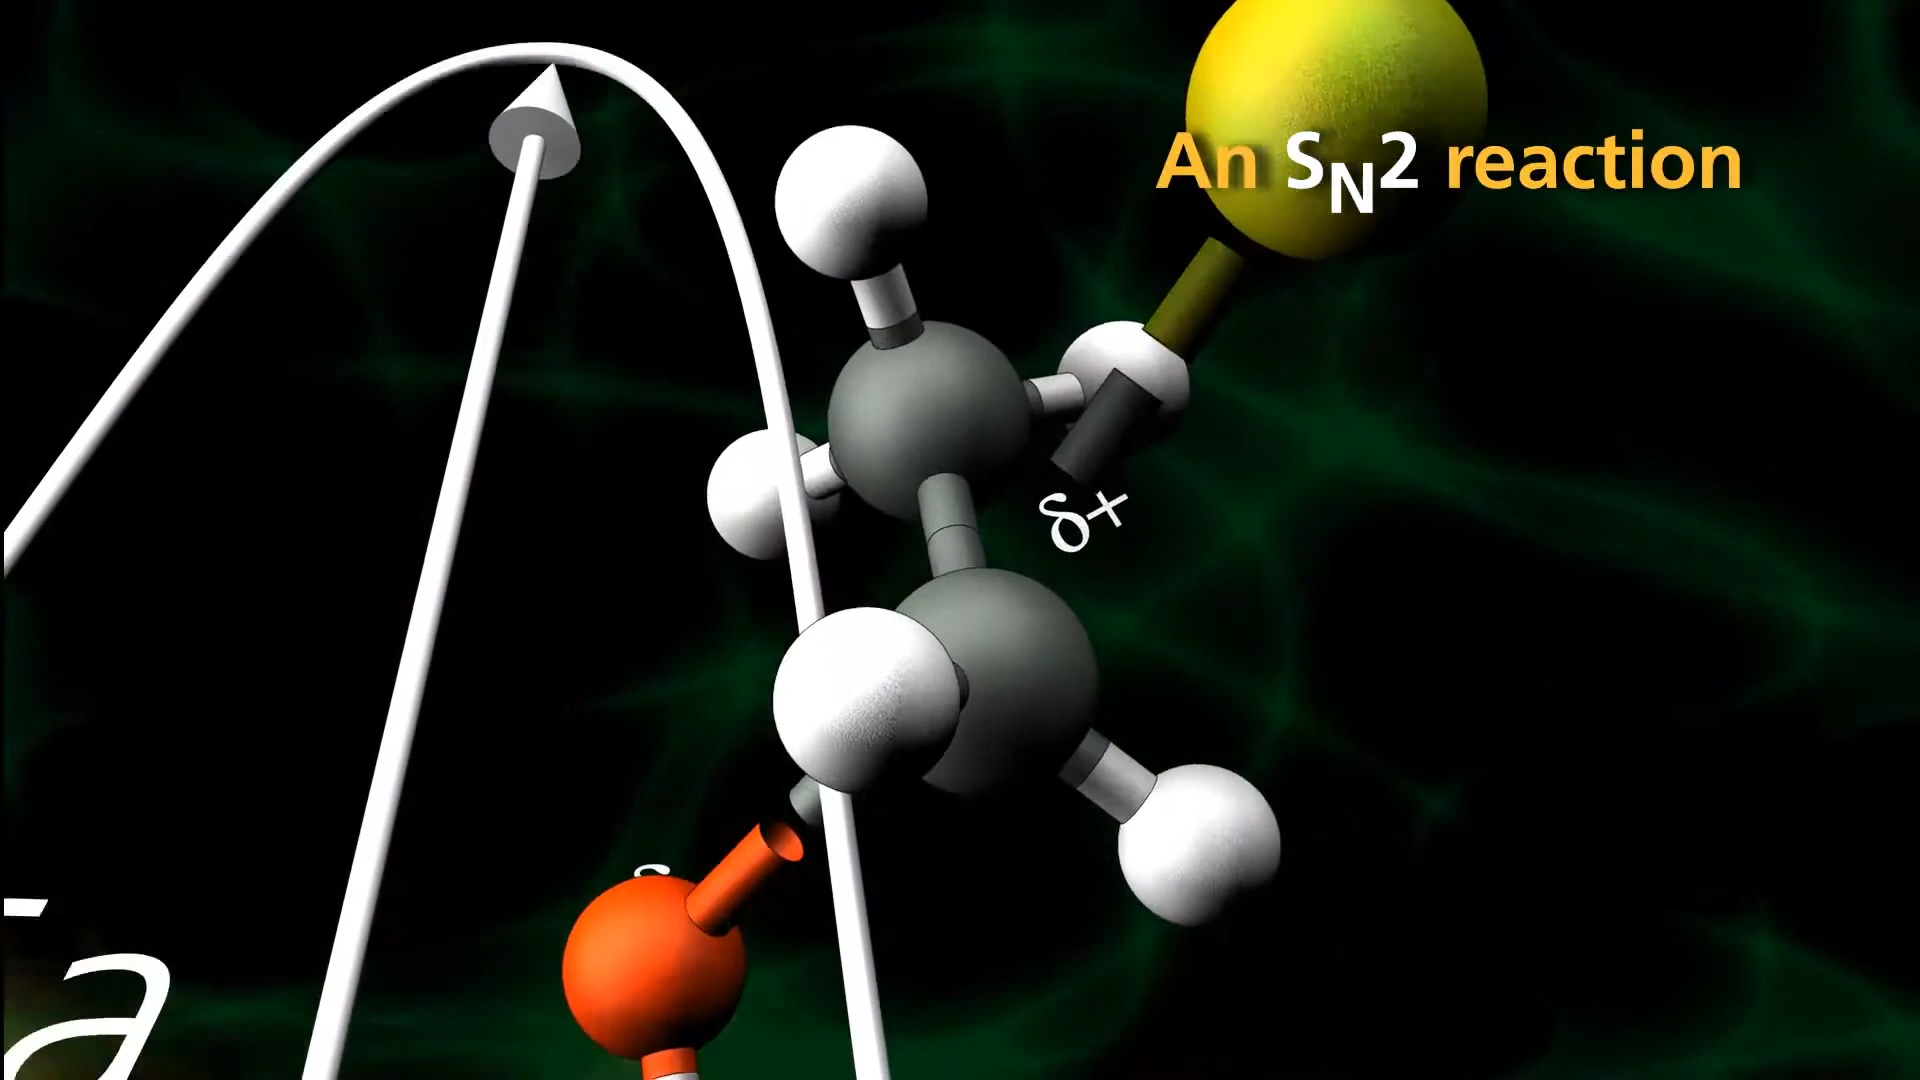 An SN2 reaction
δ+